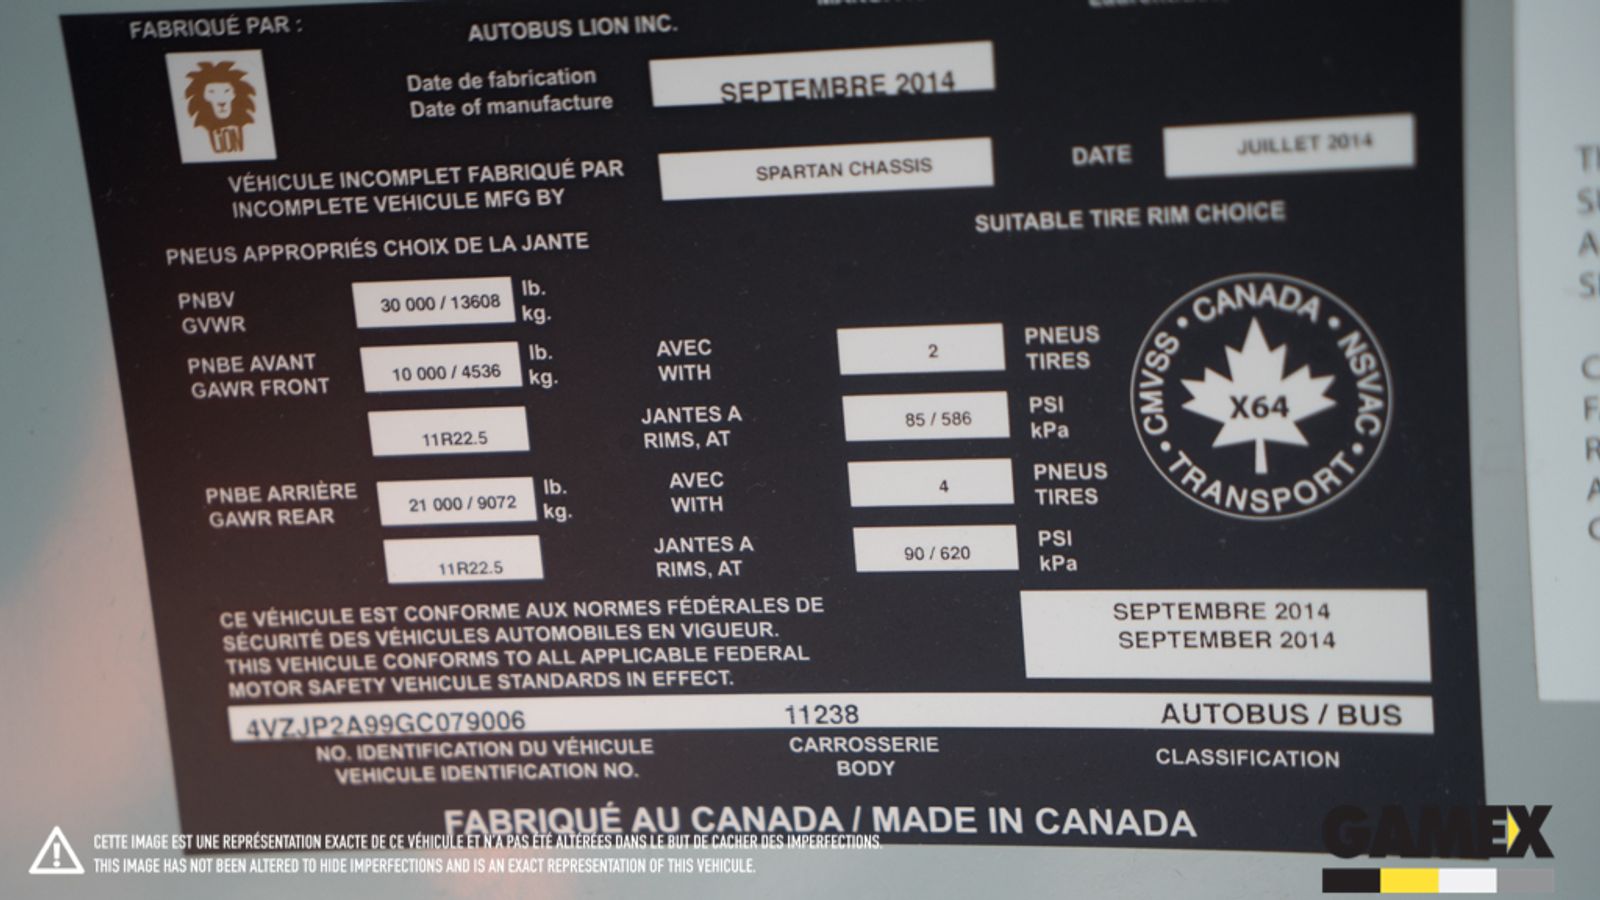 FABRIQUÉ PAR :
AUTOBUS LION INC.
LION
Date de fabrication
Date of manufacture
SEPTEMBRE 2014
VÉHICULE INCOMPLET FABRIQUÉ PAR
INCOMPLETE VEHICULE MFG BY
SPARTAN CHASSIS
DATE
JUILLET 2014
PNEUS APPROPRIÉS CHOIX DE LA JANTE
SUITABLE TIRE RIM CHOICE
PNBV
GVWR
30 000 / 13608
lb.
kg.
PNBE AVANT
GAWR FRONT
10 000 / 4536
lb.
kg.
AVEC
WITH
2
PNEUS
TIRES
11R22.5
JANTES A
RIMS, AT
85 / 586
PSI
kPa
PNBE ARRIÈRE
GAWR REAR
21 000 / 9072
lb.
kg.
AVEC
WITH
4
PNEUS
TIRES
11R22.5
JANTES A
RIMS, AT
90 / 620
PSI
kPa
CMVSS • CANADA • NSVAC • TRANSPORT •
X64
CE VÉHICULE EST CONFORME AUX NORMES FÉDÉRALES DE
SÉCURITÉ DES VÉHICULES AUTOMOBILES EN VIGUEUR.
THIS VEHICULE CONFORMS TO ALL APPLICABLE FEDERAL
MOTOR SAFETY VEHICULE STANDARDS IN EFFECT.
SEPTEMBRE 2014
SEPTEMBER 2014
4VZJP2A99GC079006
11238
AUTOBUS / BUS
NO. IDENTIFICATION DU VÉHICULE
VEHICULE IDENTIFICATION NO.
CARROSSERIE
BODY
CLASSIFICATION
FABRIQUÉ AU CANADA / MADE IN CANADA
CETTE IMAGE EST UNE REPRÉSENTATION EXACTE DE CE VÉHICULE ET N'A PAS ÉTÉ ALTÉRÉES DANS LE BUT DE CACHER DES IMPERFECTIONS.
THIS IMAGE HAS NOT BEEN ALTERED TO HIDE IMPERFECTIONS AND IS AN EXACT REPRESENTATION OF THIS VEHICULE.
GAMEX